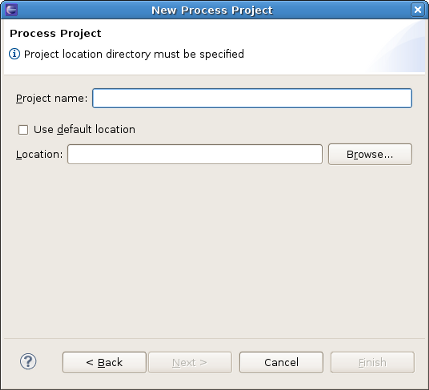 New Process Project
Process Project
Project location directory must be specified
Project name:
Use default location
Location:
Browse...
?
< Back
Next >
Cancel
Finish